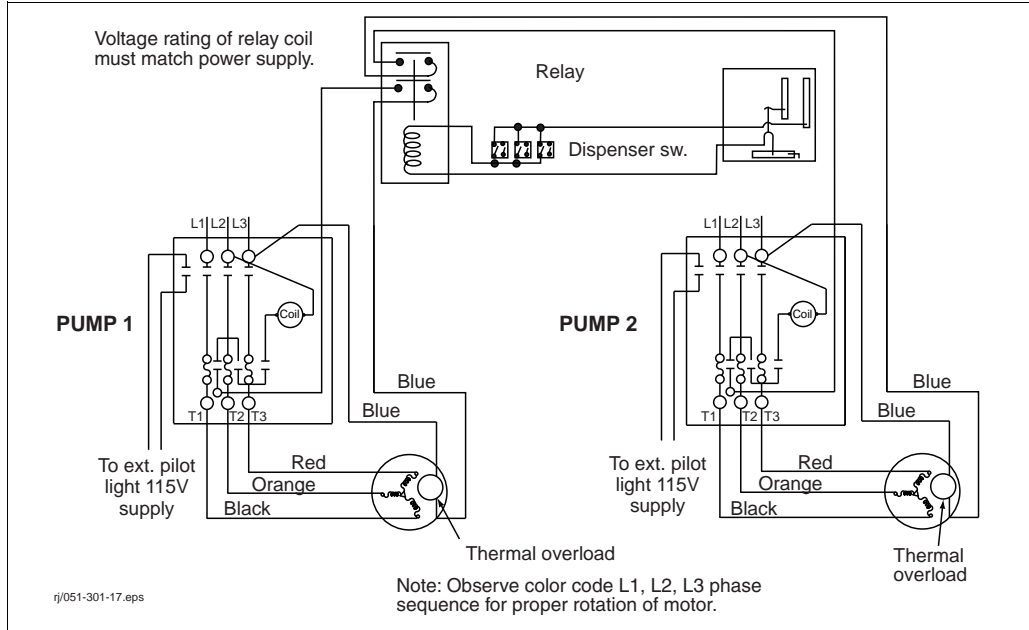 Voltage rating of relay coil
must match power supply.
Relay
Dispenser sw.
L1 L2 L3
Coil
PUMP 1
T1 T2 T3
Blue
Blue
To ext. pilot
light 115V
supply
Red
Orange
Black
Thermal overload
L1 L2 L3
Coil
PUMP 2
T1 T2 T3
Blue
Blue
To ext. pilot
light 115V
supply
Red
Orange
Black
Thermal
overload
Note: Observe color code L1, L2, L3 phase
sequence for proper rotation of motor.
rj/051-301-17.eps